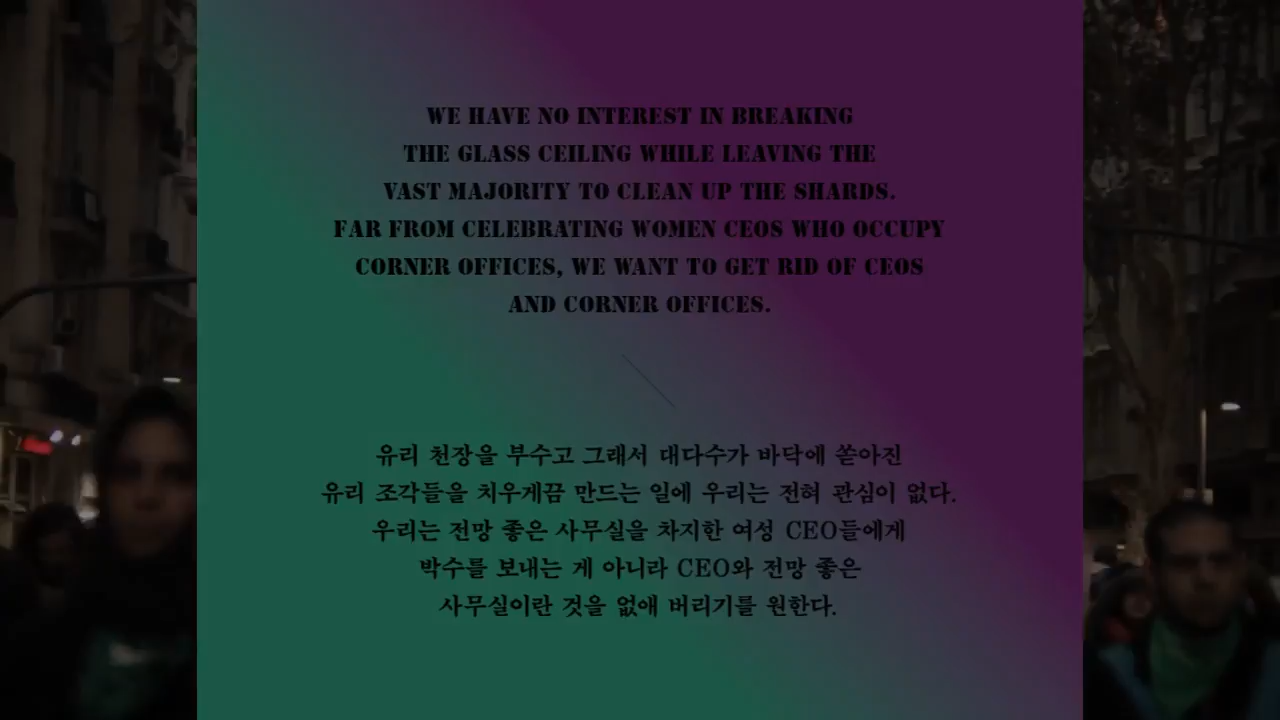 WE HAVE NO INTEREST IN BREAKING
THE GLASS CEILING WHILE LEAVING THE
VAST MAJORITY TO CLEAN UP THE SHARDS.
FAR FROM CELEBRATING WOMEN CEOS WHO OCCUPY
CORNER OFFICES, WE WANT TO GET RID OF CEOS
AND CORNER OFFICES.
유리 천장을 부수고 그래서 대다수가 바닥에 쏟아진
유리 조각들을 치우게끔 만드는 일에 우리는 전혀 관심이 없다.
우리는 전망 좋은 사무실을 차지한 여성 CEO들에게
박수를 보내는 게 아니라 CEO와 전망 좋은
사무실이란 것을 없애 버리기를 원한다.